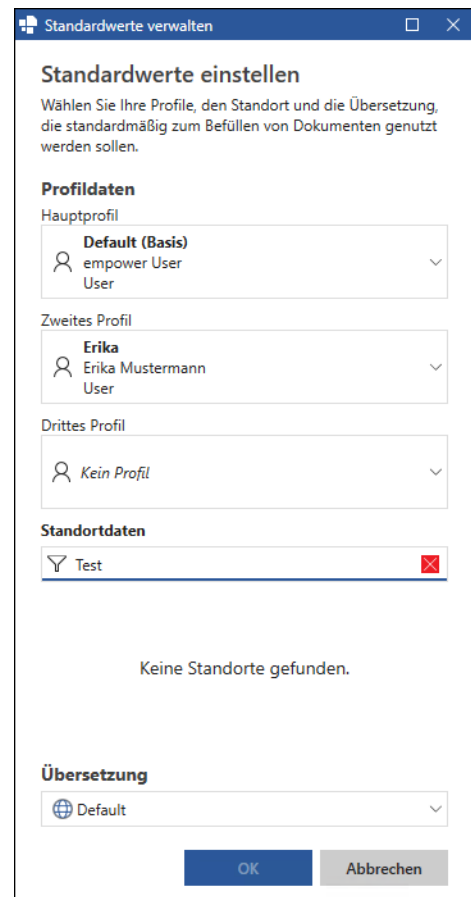 Standardwerte verwalten
Standardwerte einstellen
Wählen Sie Ihre Profile, den Standort und die Übersetzung,
die standardmäßig zum Befüllen von Dokumenten genutzt
werden sollen.
Profildaten
Hauptprofil
Default (Basis)
empower User
User
Zweites Profil
Erika
Erika Mustermann
User
Drittes Profil
Kein Profil
Standortdaten
Test
Keine Standorte gefunden.
Übersetzung
Default
OK
Abbrechen